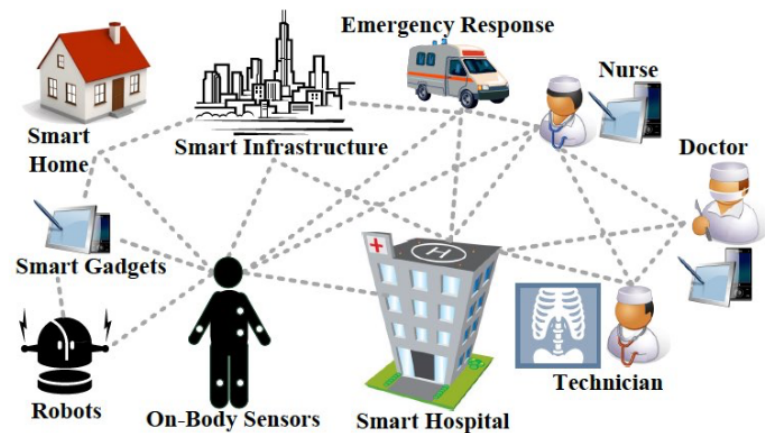 Emergency Response
Nurse
Smart
Home
Smart Infrastructure
Doctor
Smart Gadgets
H
Robots
On-Body Sensors
Smart Hospital
Technician